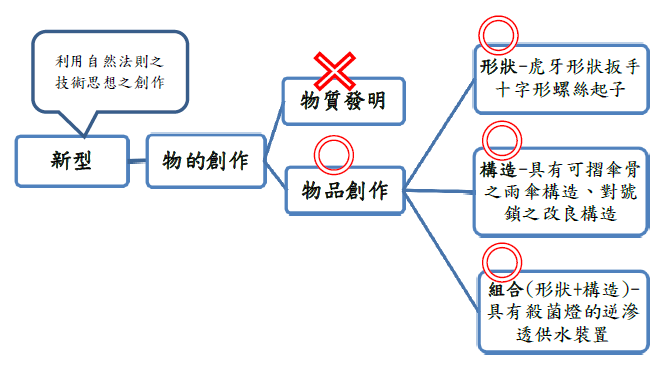 利用自然法則之
技術思想之創作
新型
物的創作
物質發明
物品創作
形狀-虎牙形狀扳手
十字形螺絲起子
構造-具有可摺傘骨
之雨傘構造、對號
鎖之改良構造
組合(形狀+構造)-
具有殺菌燈的逆滲
透供水裝置